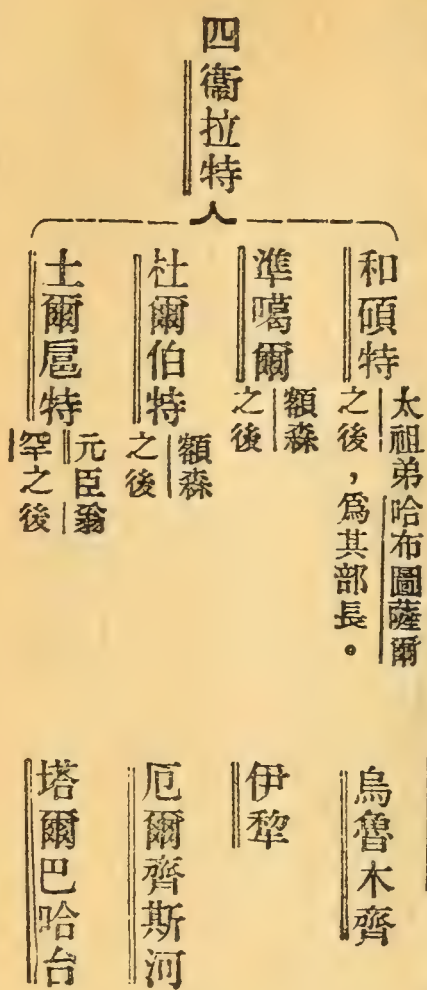 四衞拉特
和碩特
太祖弟哈布圖薩爾
之後，爲其部長。
烏魯木齊
準噶爾
額森
之後
伊犂
杜爾伯特
額森
之後
厄爾齊斯河
土爾扈特
元臣翁
罕之後
塔爾巴哈台